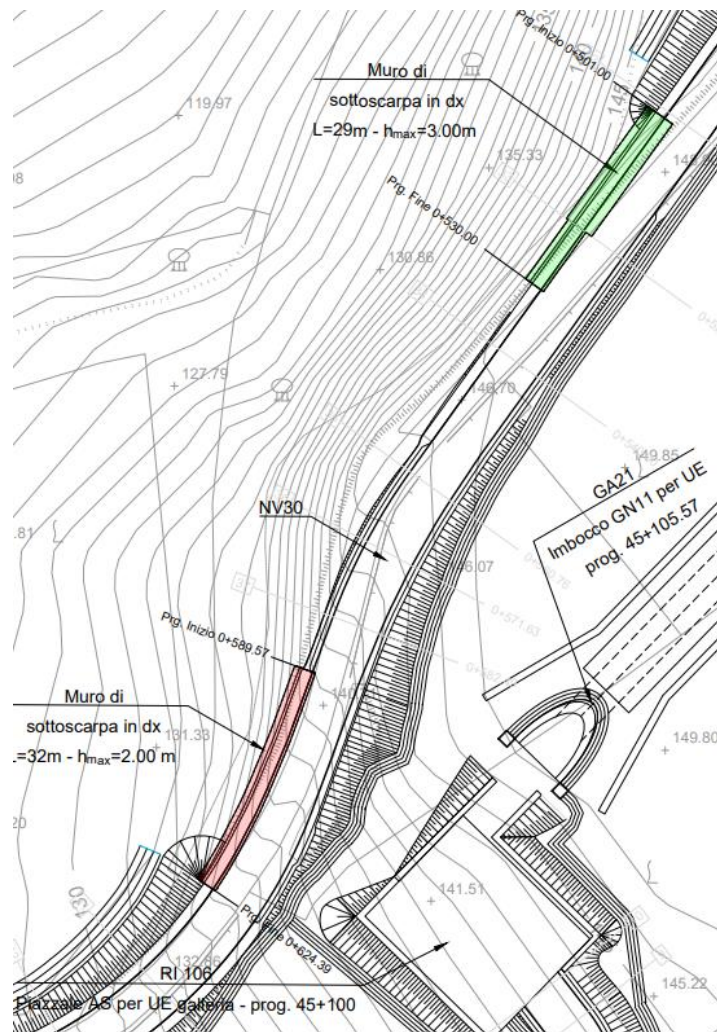 Prg. Inizio 0+501.00
145
Muro di
sottoscarpa in dx
L=29m - hmax=3.00m
119.97
135.33
Prg. Fine 0+530.00
130.86
127.79
146.70
149.85
GA21
Imbocco GN11 per UE
prog. 45+105.57
NV30
0+571.63
Prg. Inizio 0+589.57
Muro di
sottoscarpa in dx
L=32m - hmax=2.00 m
131.33
149.80
130
141.51
Prg. Fine 0+624.39
132.86
RI 106
Piazzale AS per UE galleria - prog. 45+100
145.22